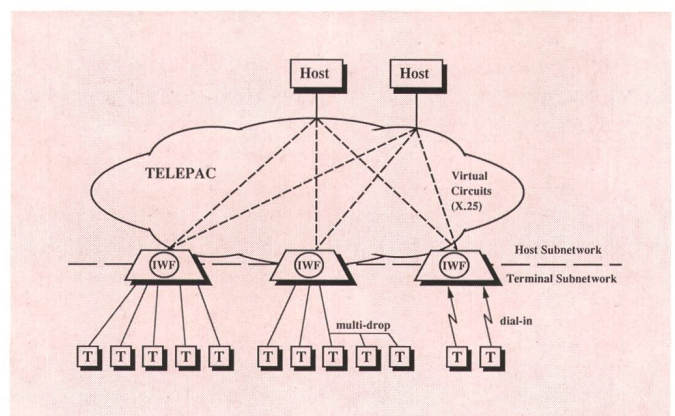 Host Host
TELEPAC
Virtual
Circuits
(X.25)
IWF IWF IWF
Host Subnetwork
Terminal Subnetwork
multi-drop
dial-in
T T T T T T T T T T T T